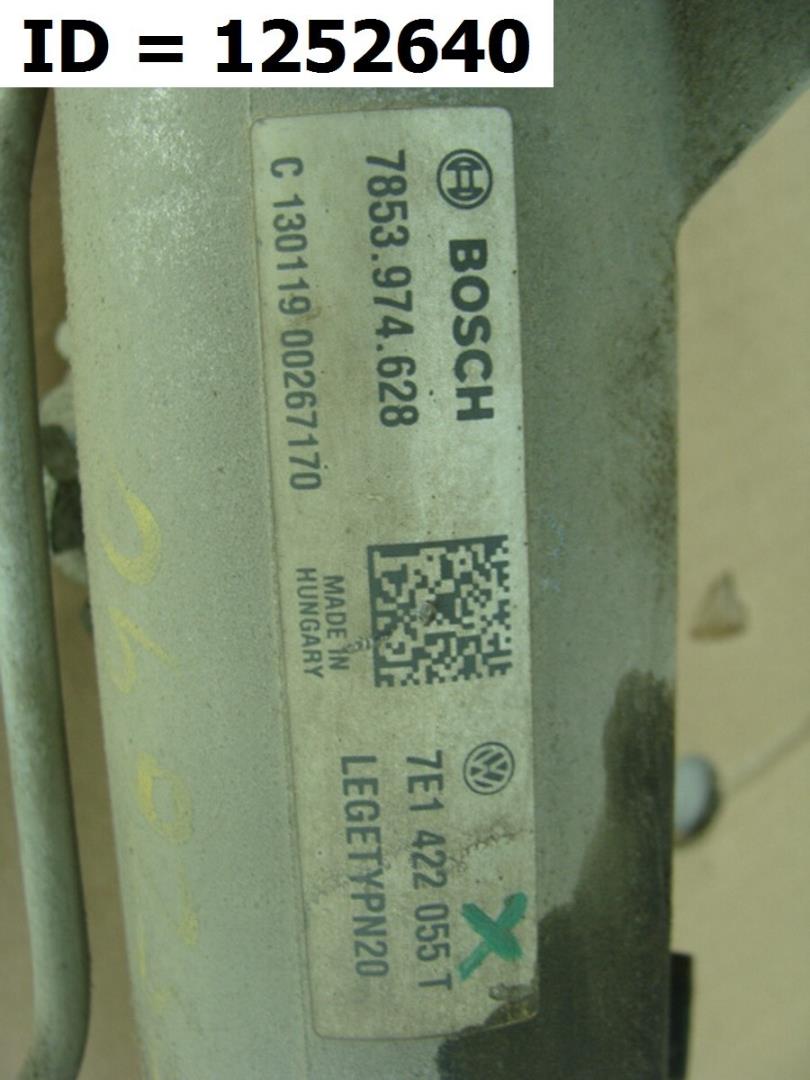 ID = 1252640
BOSCH
7853.974.628
C 130119 00267170
MADE IN
HUNGARY
7E1 422 055 T
LEGETYPN20